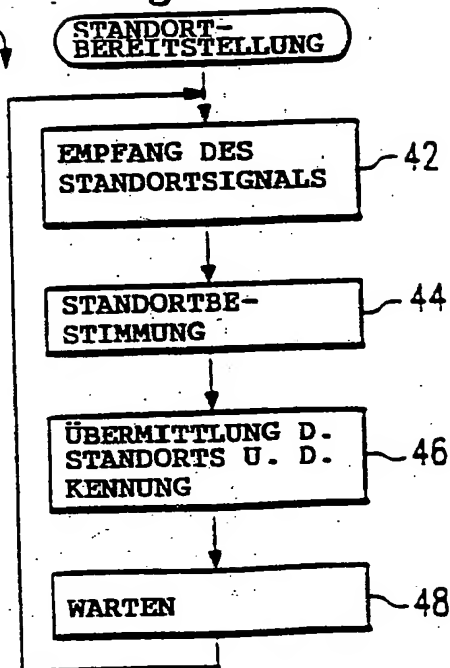 STANDORT-
BEREITSTELLUNG
EMPFANG DES
STANDORTSIGNALS
42
STANDORTBE-
STIMMUNG
44
ÜBERMITTLUNG D.
STANDORTS U. D.
KENNUNG
46
WARTEN
48